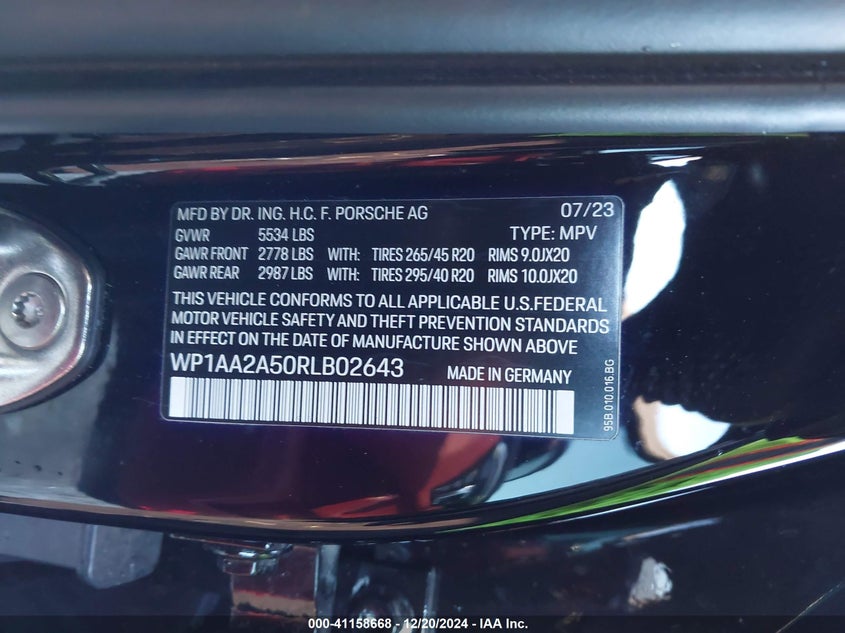 MFD BY DR. ING. H.C. F. PORSCHE AG 07/23
GVWR 5534 LBS TYPE: MPV
GAWR FRONT 2778 LBS WITH: TIRES 265/45 R20 RIMS 9.0JX20
GAWR REAR 2987 LBS WITH: TIRES 295/40 R20 RIMS 10.0JX20
THIS VEHICLE CONFORMS TO ALL APPLICABLE U.S.FEDERAL
MOTOR VEHICLE SAFETY AND THEFT PREVENTION STANDARDS
IN EFFECT ON THE DATE OF MANUFACTURE SHOWN ABOVE
WP1AA2A50RLB02643 MADE IN GERMANY
95B.010.016.BG
000-41158668 - 12/20/2024 - IAA Inc.